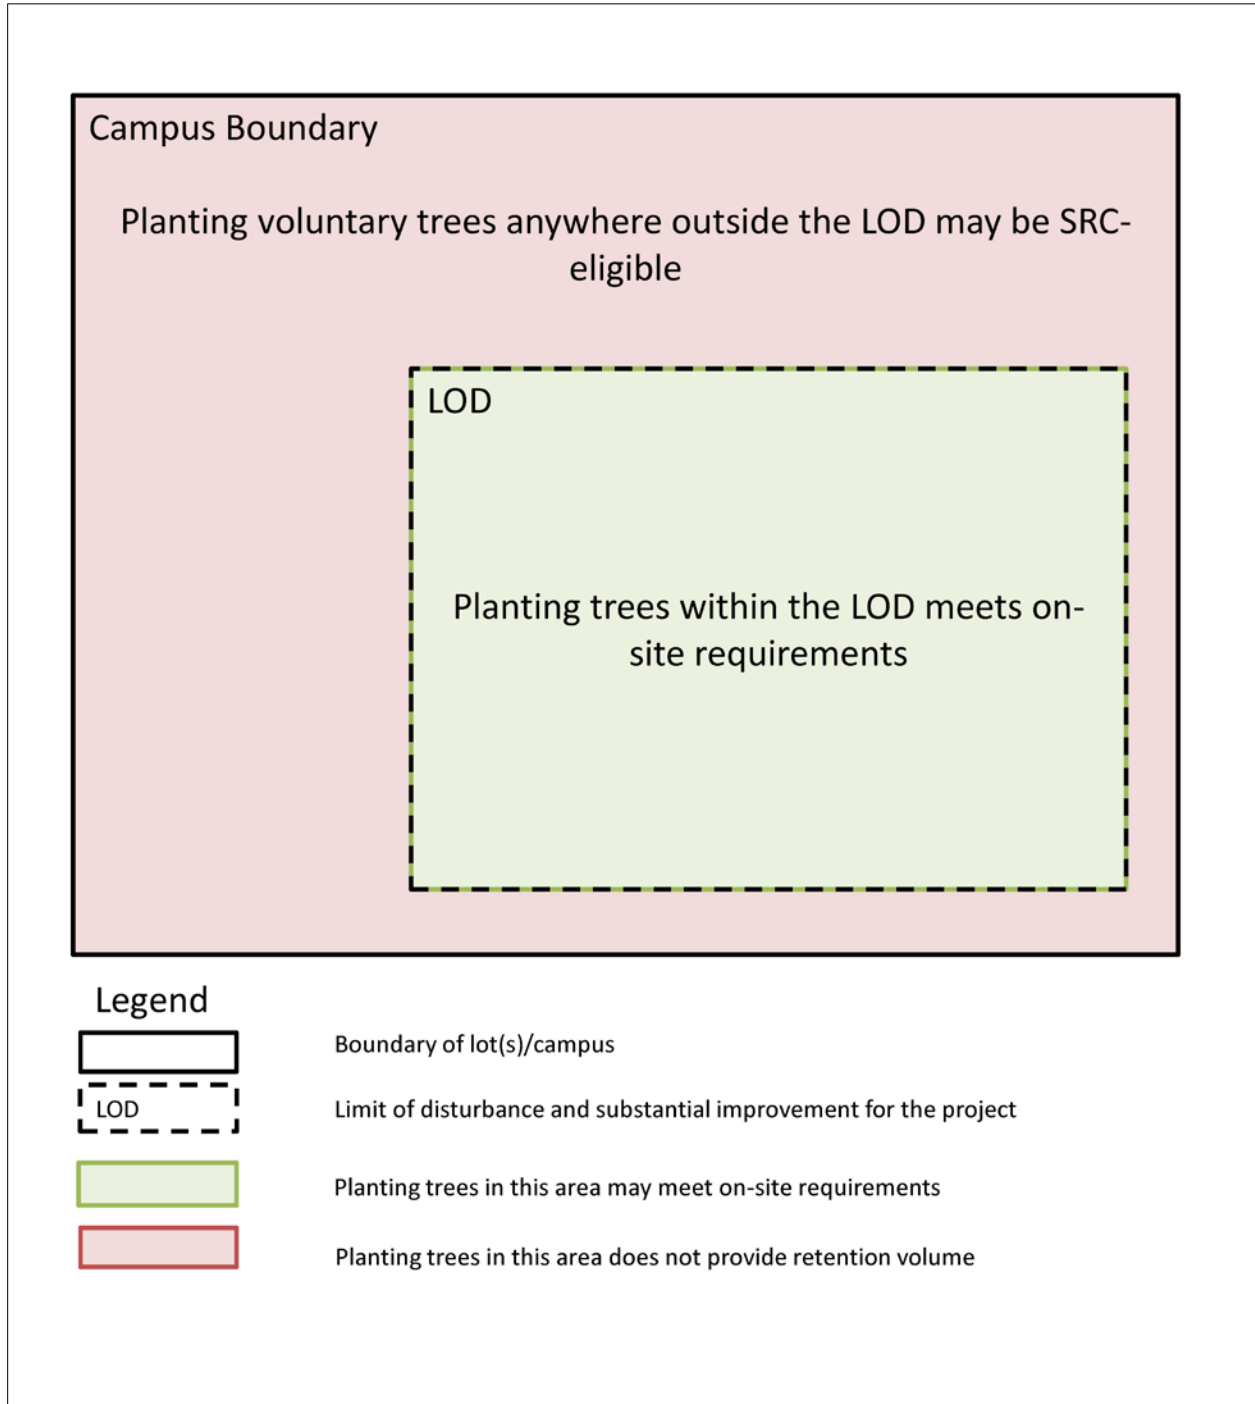 Campus Boundary
Planting voluntary trees anywhere outside the LOD may be SRC-
eligible
LOD
Planting trees within the LOD meets on-
site requirements
Legend
Boundary of lot(s)/campus
LOD
Limit of disturbance and substantial improvement for the project
Planting trees in this area may meet on-site requirements
Planting trees in this area does not provide retention volume